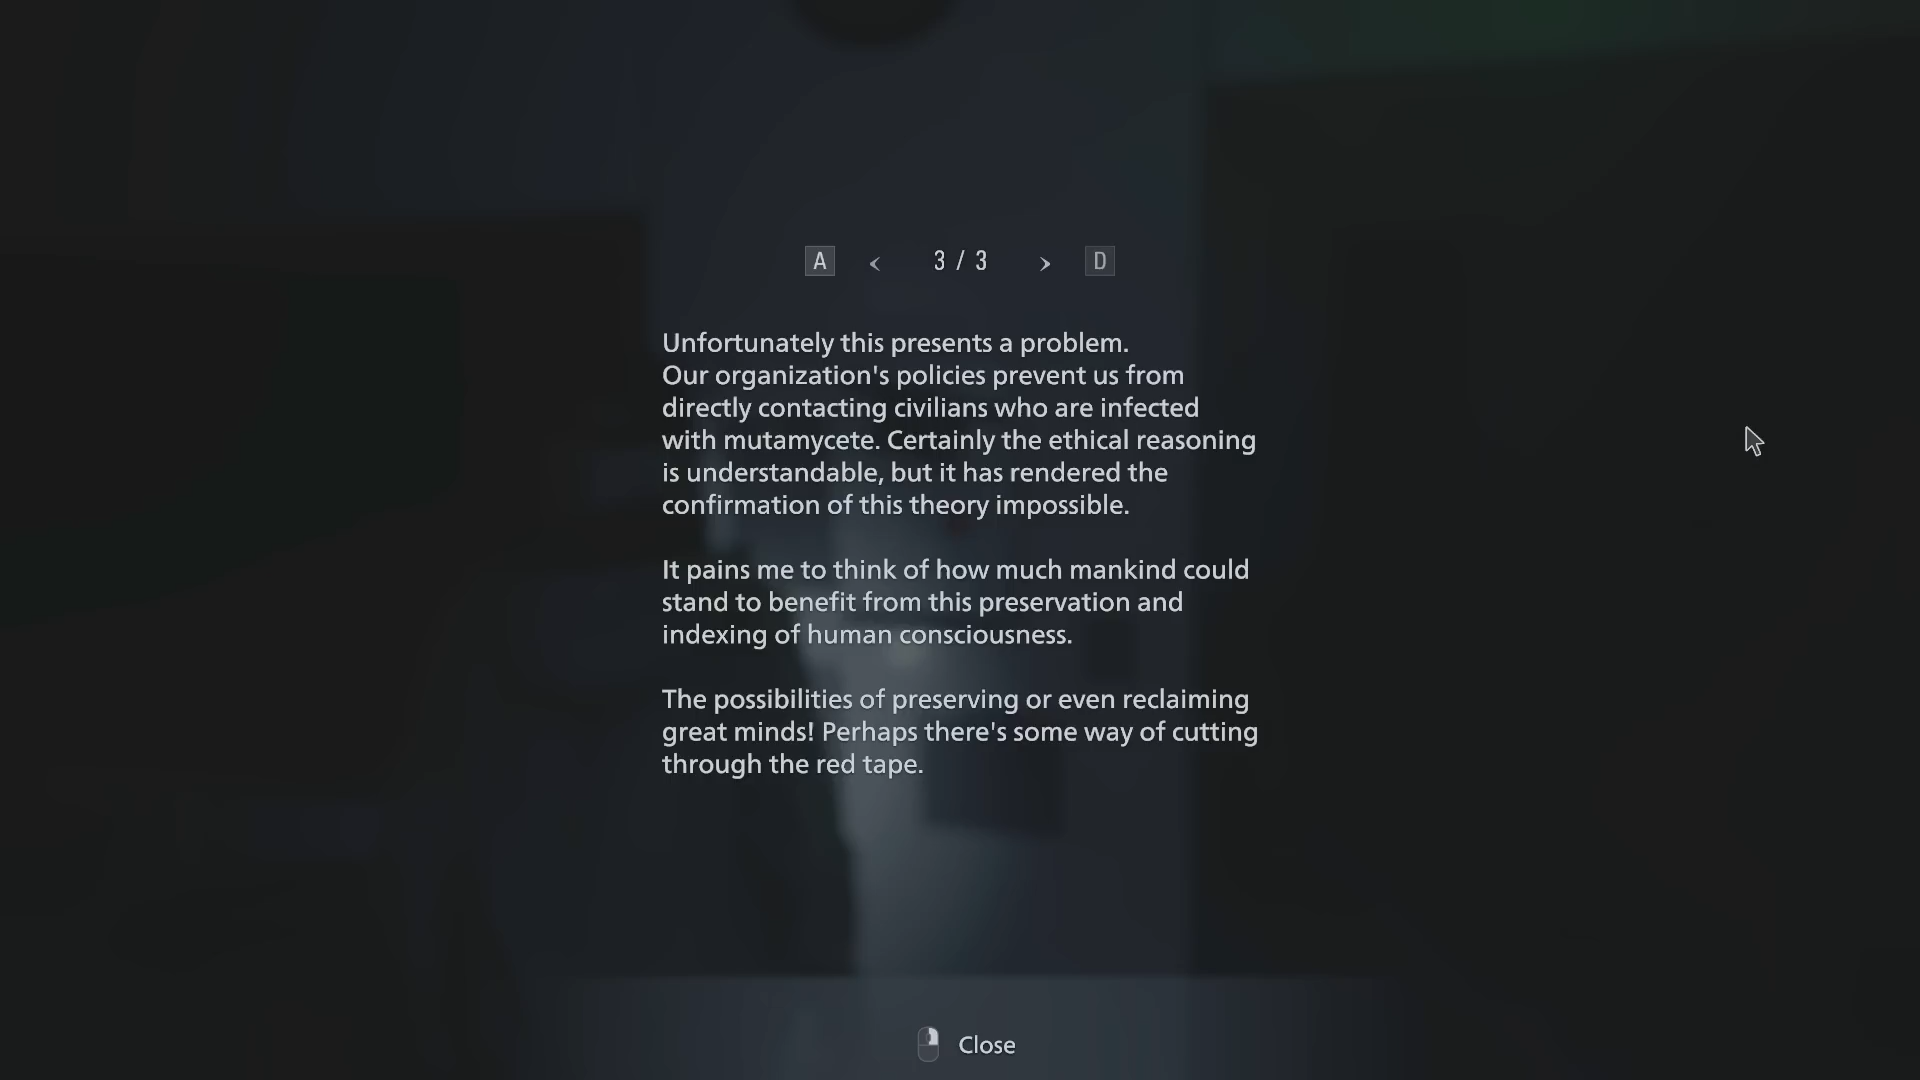 A < 3 / 3 > D
Unfortunately this presents a problem.
Our organization's policies prevent us from
directly contacting civilians who are infected
with mutamycete. Certainly the ethical reasoning
is understandable, but it has rendered the
confirmation of this theory impossible.
It pains me to think of how much mankind could
stand to benefit from this preservation and
indexing of human consciousness.
The possibilities of preserving or even reclaiming
great minds! Perhaps there's some way of cutting
through the red tape.
Close